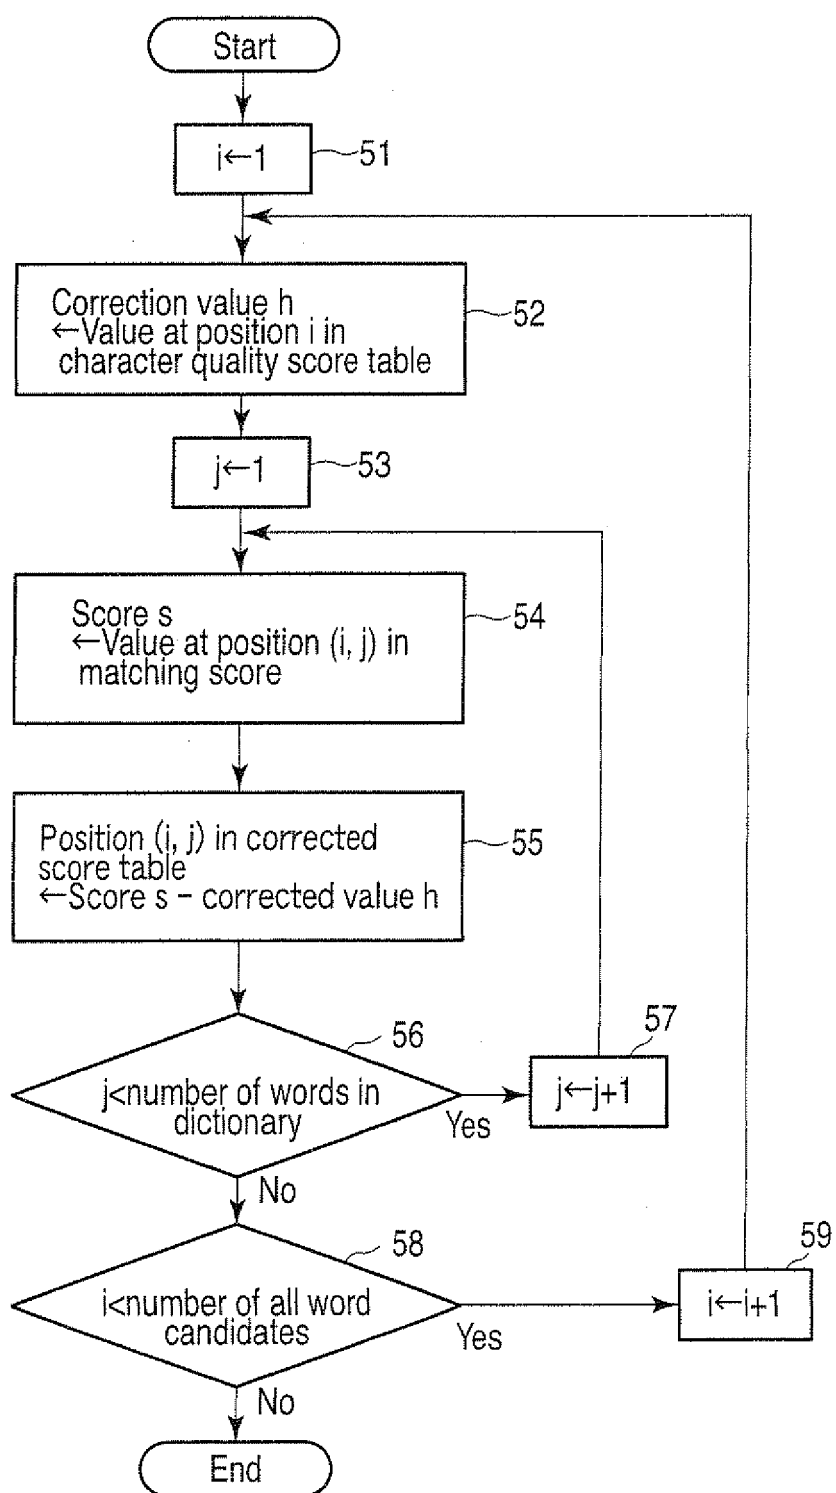 Start
i←1
51
Correction value h
←Value at position i in
character quality score table
52
j←1
53
Score s
←Value at position (i, j) in
matching score
54
Position (i, j) in corrected
score table
←Score s – corrected value h
55
56
j<number of words in
dictionary
Yes
57
j←j+1
No
58
i<number of all word
candidates
Yes
59
i←i+1
No
End